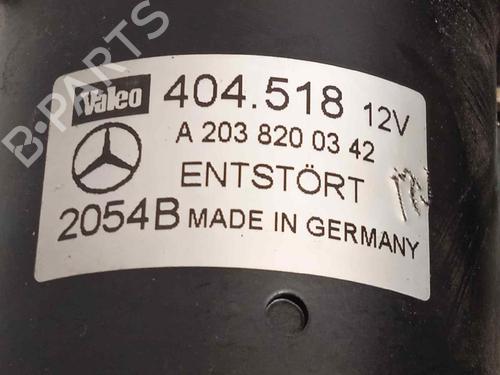 B-PARTS
Valeo 404.518 12V
A 203 820 03 42
ENTSTÖRT
2054B MADE IN GERMANY